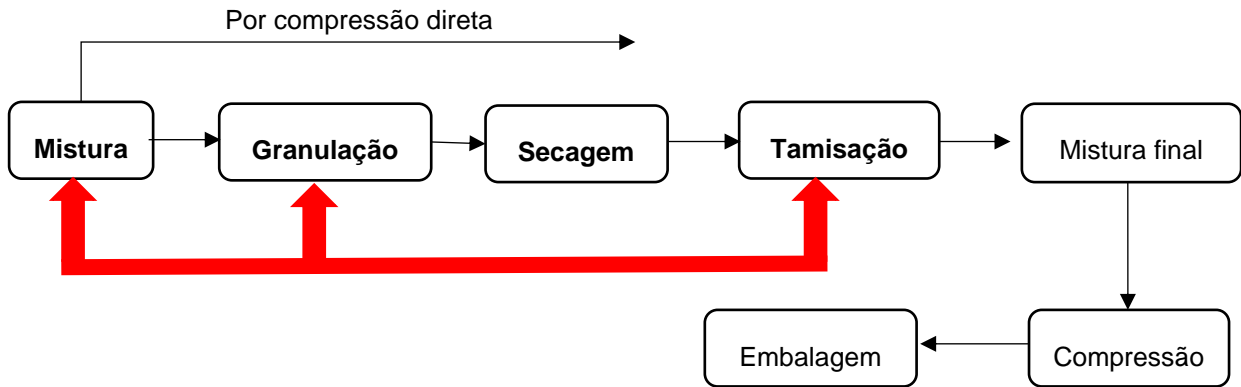 Por compressão direta
Mistura
Granulação
Secagem
Tamisação
Mistura final
Embalagem
Compressão